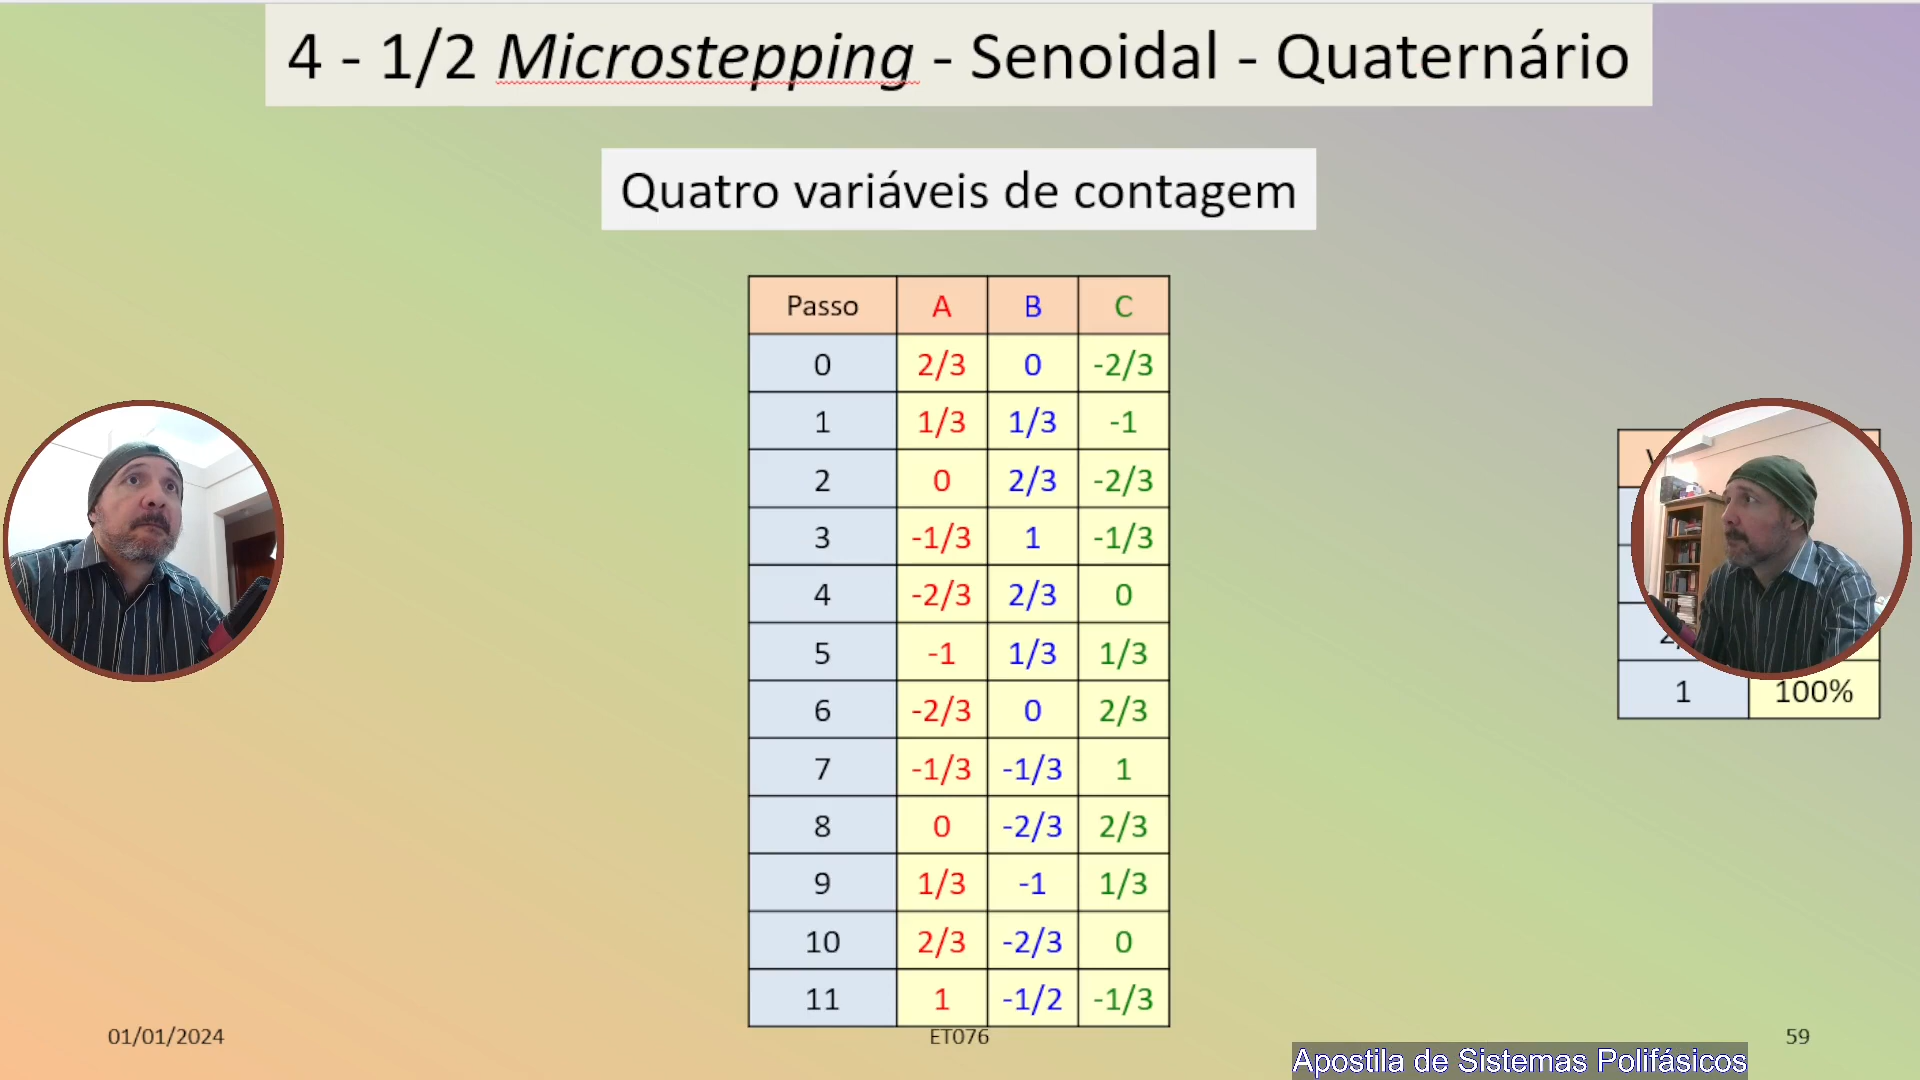 4 - 1/2 Microstepping - Senoidal - Quaternário
Quatro variáveis de contagem
Passo A B C
0 2/3 0 -2/3
1 1/3 1/3 -1
2 0 2/3 -2/3
3 -1/3 1 -1/3
4 -2/3 2/3 0
5 -1 1/3 1/3
6 -2/3 0 2/3
7 -1/3 -1/3 1
8 0 -2/3 2/3
9 1/3 -1 1/3
10 2/3 -2/3 0
11 1 -1/2 -1/3
1 100%
01/01/2024
ET076
59
Apostila de Sistemas Polifásicos